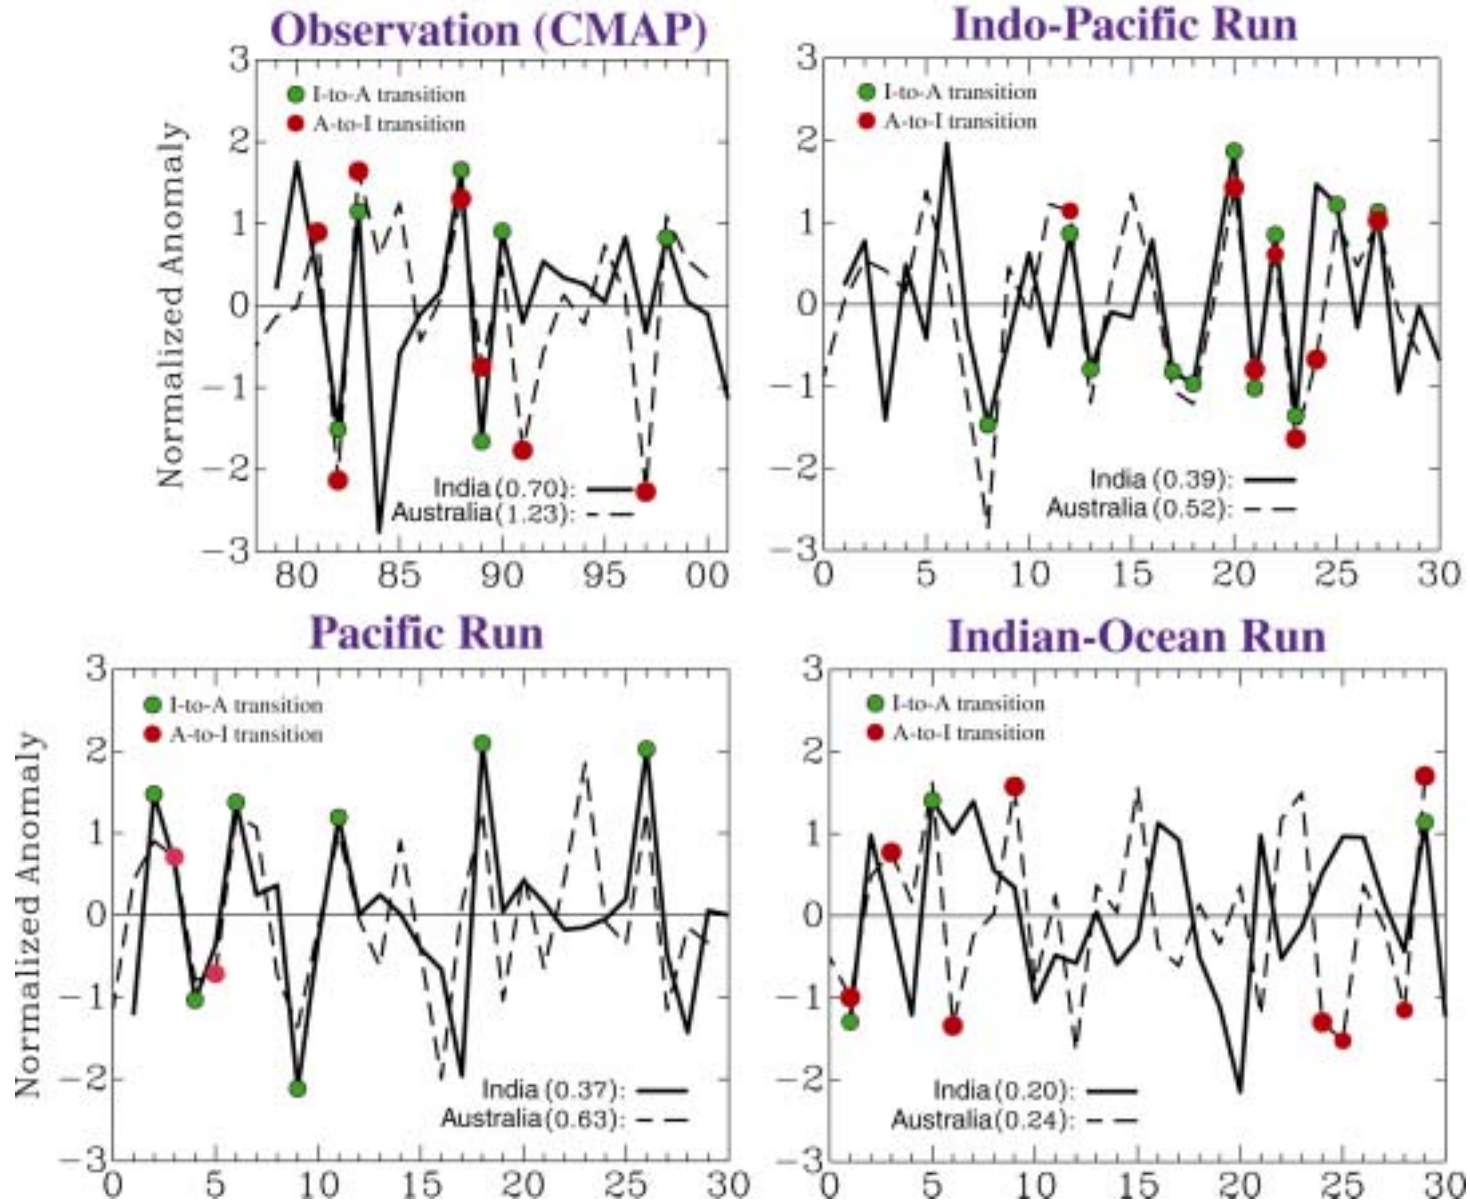 Observation (CMAP)
Normalized Anomaly
3
2
1
0
−1
−2
−3
I-to-A transition
A-to-I transition
India (0.70):
Australia (1.23):
80 85 90 95 00
Indo-Pacific Run
3
2
1
0
−1
−2
−3
I-to-A transition
A-to-I transition
India (0.39):
Australia (0.52):
0 5 10 15 20 25 30
Pacific Run
Normalized Anomaly
3
2
1
0
−1
−2
−3
I-to-A transition
A-to-I transition
India (0.37):
Australia (0.63):
0 5 10 15 20 25 30
Indian-Ocean Run
3
2
1
0
−1
−2
−3
I-to-A transition
A-to-I transition
India (0.20):
Australia (0.24):
0 5 10 15 20 25 30